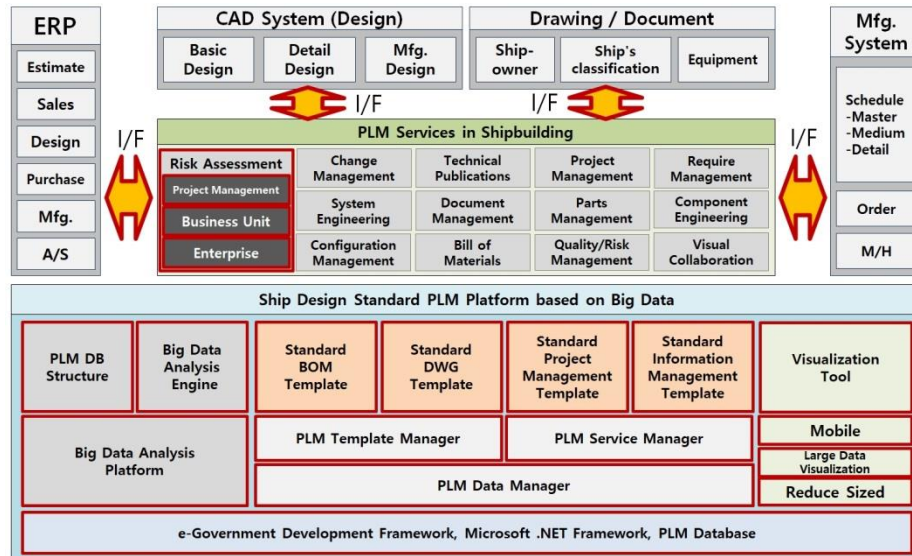 ERP
Estimate
Sales
Design
Purchase
Mfg.
A/S
CAD System (Design)
Basic
Design
Detail
Design
Mfg.
Design
Drawing / Document
Ship-
owner
Ship's
classification
Equipment
Mfg.
System
Schedule
-Master
-Medium
-Detail
Order
M/H
I/F
I/F
I/F
I/F
PLM Services in Shipbuilding
Risk Assessment
Project Management
Business Unit
Enterprise
Change
Management
Technical
Publications
Project
Management
Require
Management
System
Engineering
Document
Management
Parts
Management
Component
Engineering
Configuration
Management
Bill of
Materials
Quality/Risk
Management
Visual
Collaboration
Ship Design Standard PLM Platform based on Big Data
PLM DB
Structure
Big Data
Analysis
Engine
Standard
BOM
Template
Standard
DWG
Template
Standard
Project
Management
Template
Standard
Information
Management
Template
Visualization
Tool
Big Data Analysis
Platform
PLM Template Manager
PLM Service Manager
PLM Data Manager
Mobile
Large Data
Visualization
Reduce Sized
e-Government Development Framework, Microsoft .NET Framework, PLM Database